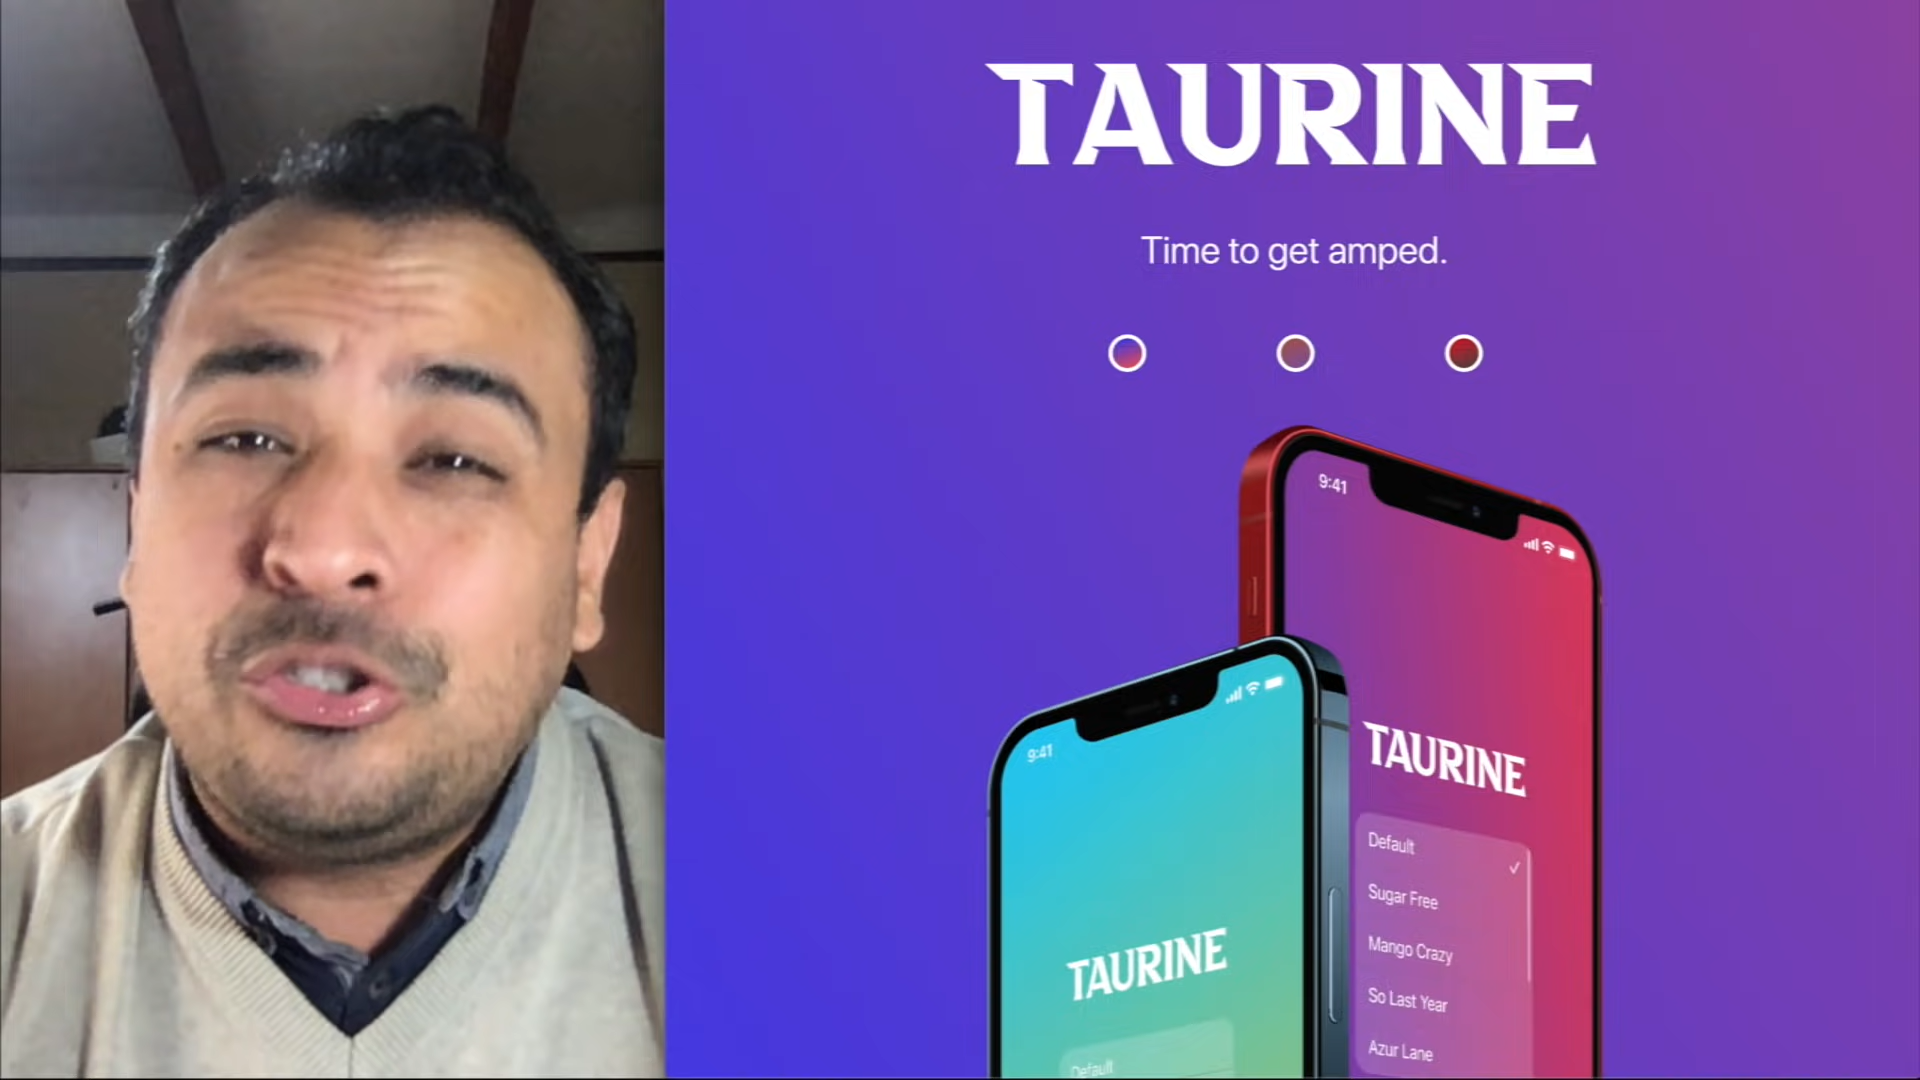 TAURINE
Time to get amped.
9:41
TAURINE
Default
Sugar Free
Mango Crazy
So Last Year
Azur Lane
9:41
TAURINE
Default